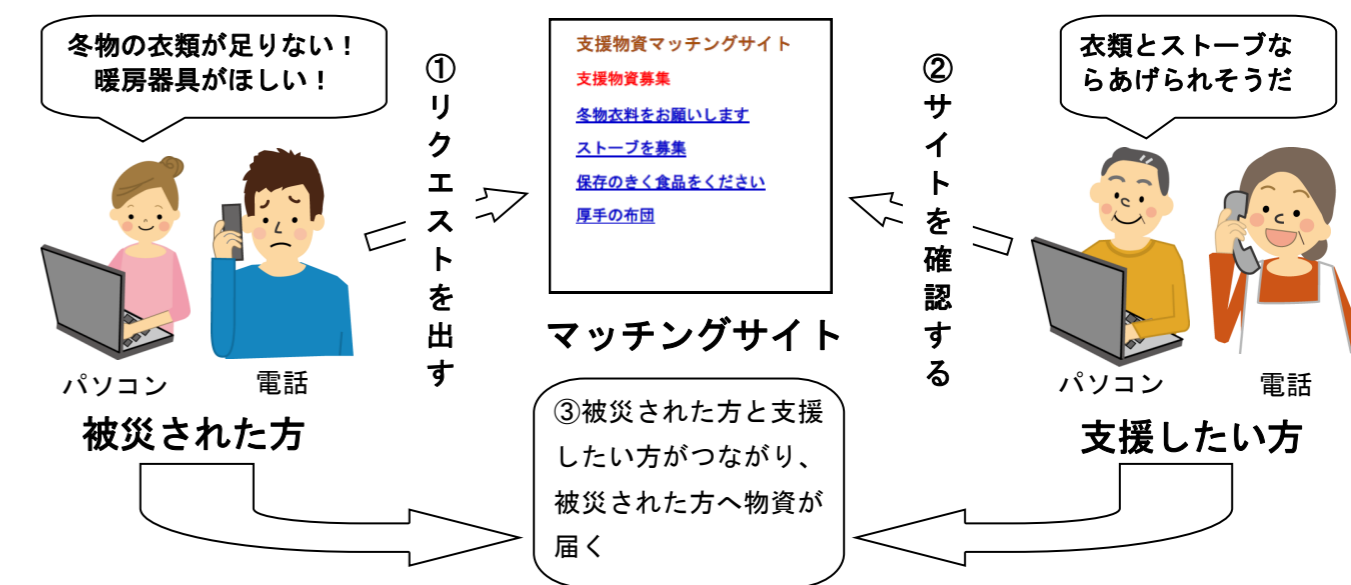 冬物の衣類が足りない!
暖房器具がほしい!
①リクエストを出す
支援物資マッチングサイト
支援物資募集
冬物衣料をお願いします
ストーブを募集
保存のきく食品をください
厚手の布団
②サイトを確認する
衣類とストーブな
らあげられそうだ
マッチングサイト
パソコン
電話
被災された方
③被災された方と支援
したい方がつながり、
被災された方へ物資が
届く
パソコン
電話
支援したい方